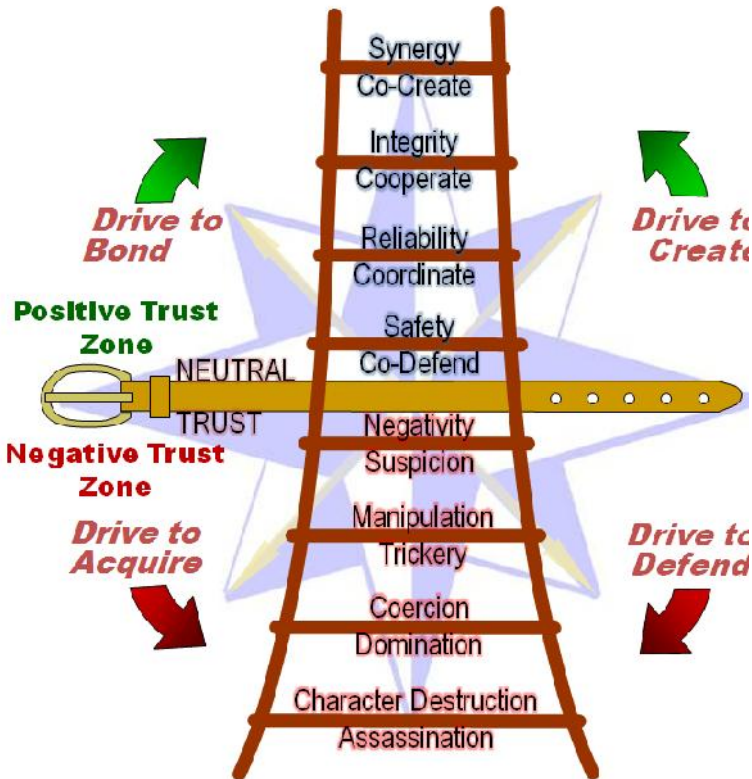 Synergy
Co-Create
Integrity
Cooperate
Drive to
Bond
Drive to
Create
Reliability
Coordinate
Positive Trust
Zone
Safety
Co-Defend
NEUTRAL
TRUST
Negative Trust
Zone
Negativity
Suspicion
Drive to
Acquire
Manipulation
Trickery
Drive to
Defend
Coercion
Domination
Character Destruction
Assassination